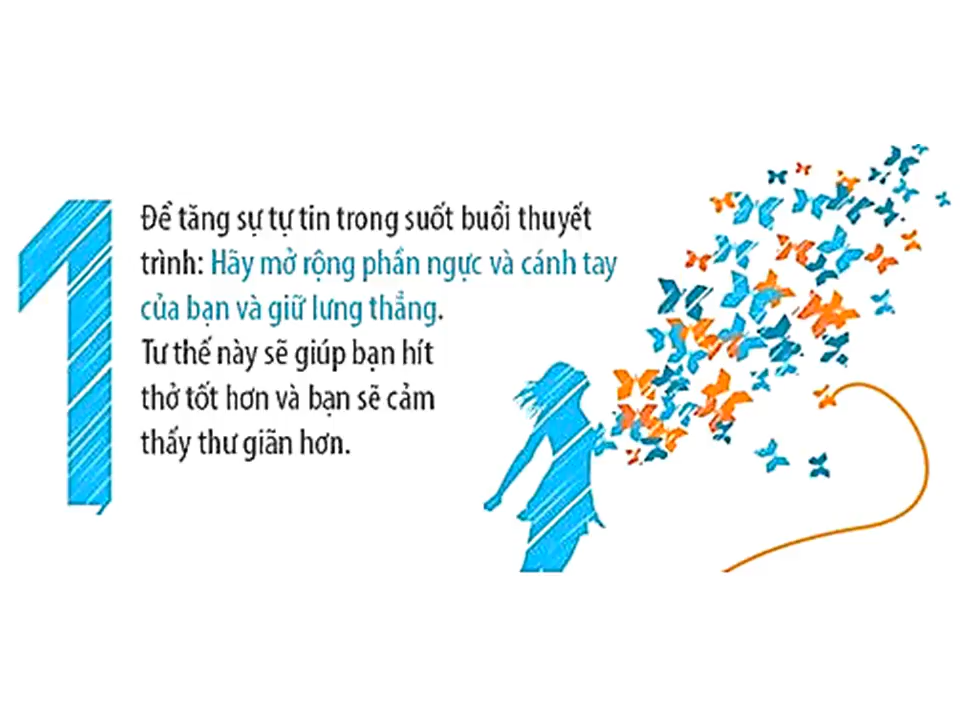 1
Để tăng sự tự tin trong suốt buổi thuyết
trình: Hãy mở rộng phần ngực và cánh tay
của bạn và giữ lưng thẳng.
Tư thế này sẽ giúp bạn hít
thở tốt hơn và bạn sẽ cảm
thấy thư giãn hơn.